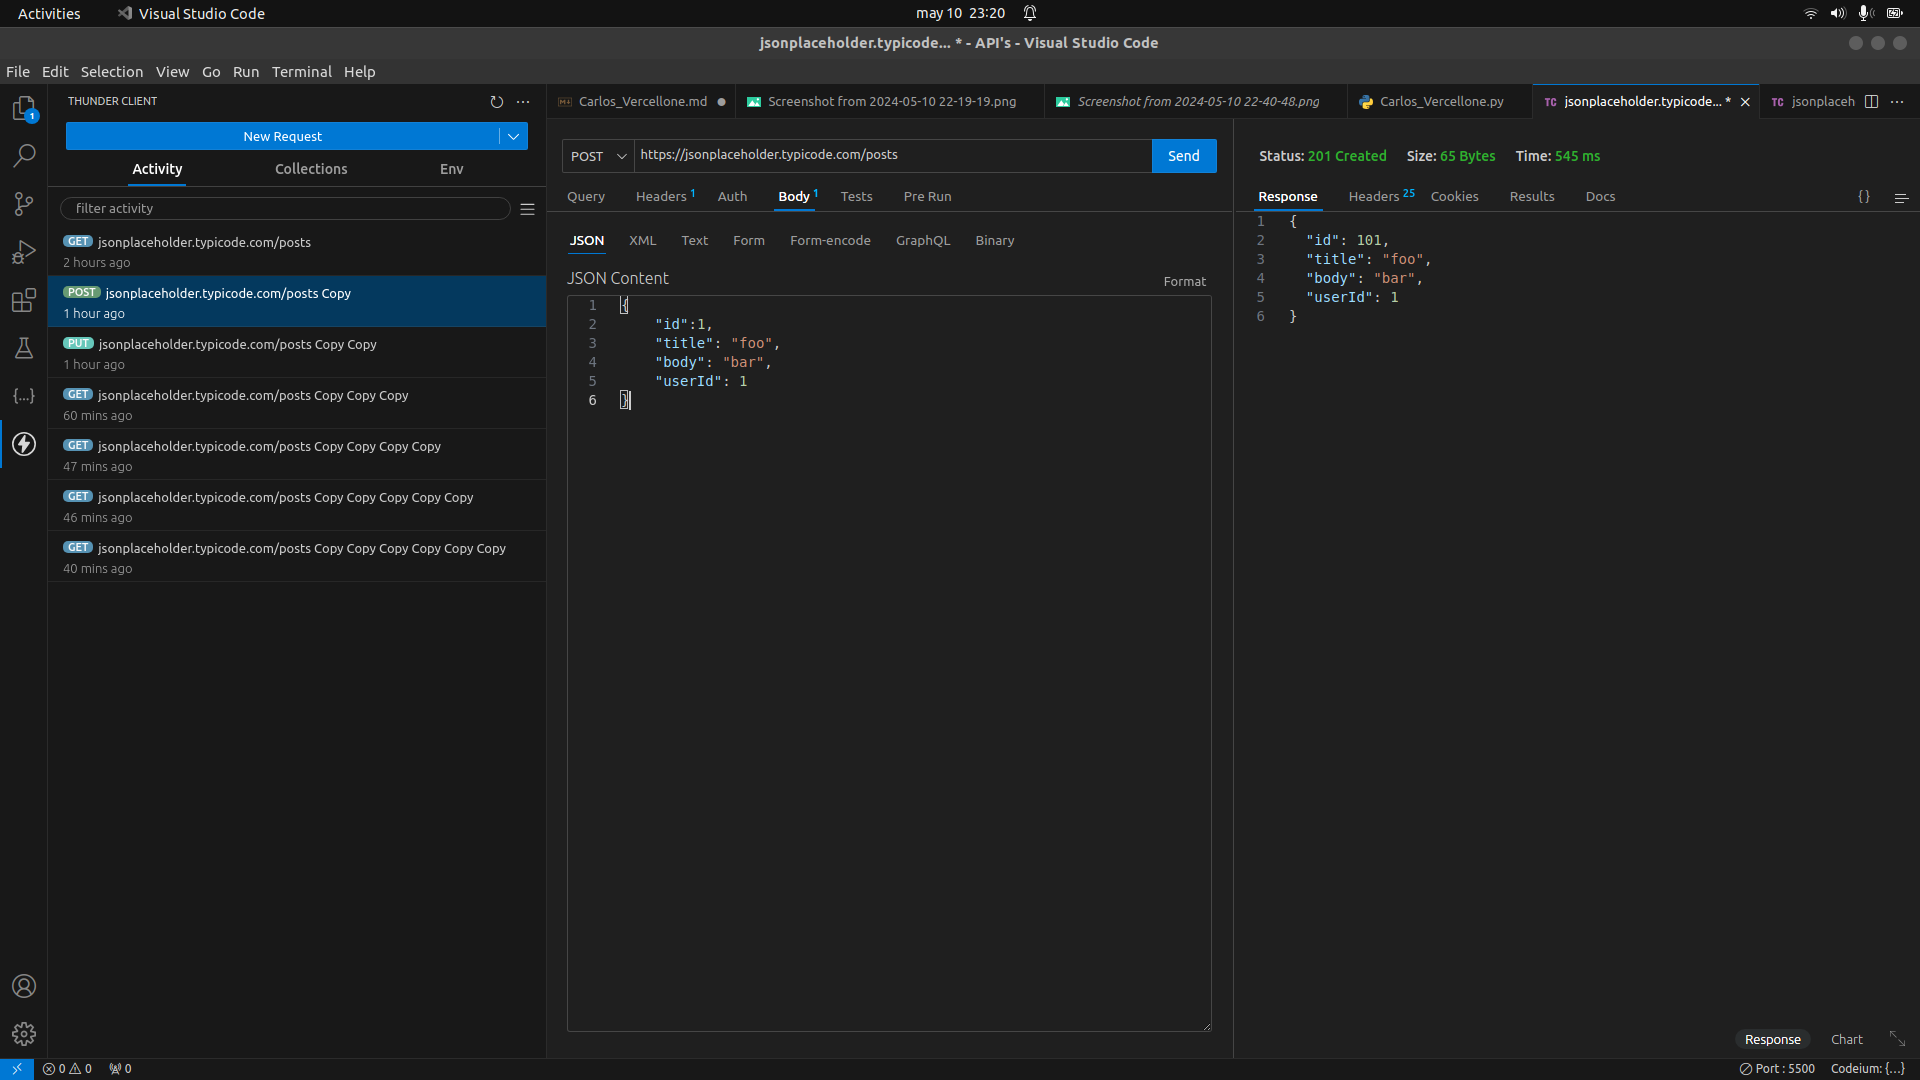 Activities Visual Studio Code may 10 23:20
jsonplaceholder.typicode... * - API's - Visual Studio Code
File Edit Selection View Go Run Terminal Help
THUNDER CLIENT
New Request
Activity Collections Env
filter activity
GET jsonplaceholder.typicode.com/posts
2 hours ago
POST jsonplaceholder.typicode.com/posts Copy
1 hour ago
PUT jsonplaceholder.typicode.com/posts Copy Copy
1 hour ago
GET jsonplaceholder.typicode.com/posts Copy Copy Copy
60 mins ago
GET jsonplaceholder.typicode.com/posts Copy Copy Copy Copy
47 mins ago
GET jsonplaceholder.typicode.com/posts Copy Copy Copy Copy Copy
46 mins ago
GET jsonplaceholder.typicode.com/posts Copy Copy Copy Copy Copy Copy
40 mins ago
1
Carlos_Vercellone.md Screenshot from 2024-05-10 22-19-19.png Screenshot from 2024-05-10 22-40-48.png Carlos_Vercellone.py TC jsonplaceholder.typicode... * TC jsonplaceh
POST https://jsonplaceholder.typicode.com/posts Send
Query Headers 1 Auth Body 1 Tests Pre Run
JSON XML Text Form Form-encode GraphQL Binary
JSON Content Format
1 {
2 "id":1,
3 "title": "foo",
4 "body": "bar",
5 "userId": 1
6 }
Status: 201 Created Size: 65 Bytes Time: 545 ms
Response Headers 25 Cookies Results Docs {}
1 {
2 "id": 101,
3 "title": "foo",
4 "body": "bar",
5 "userId": 1
6 }
Response Chart
0 0 0 Port : 5500 Codeium: {...}